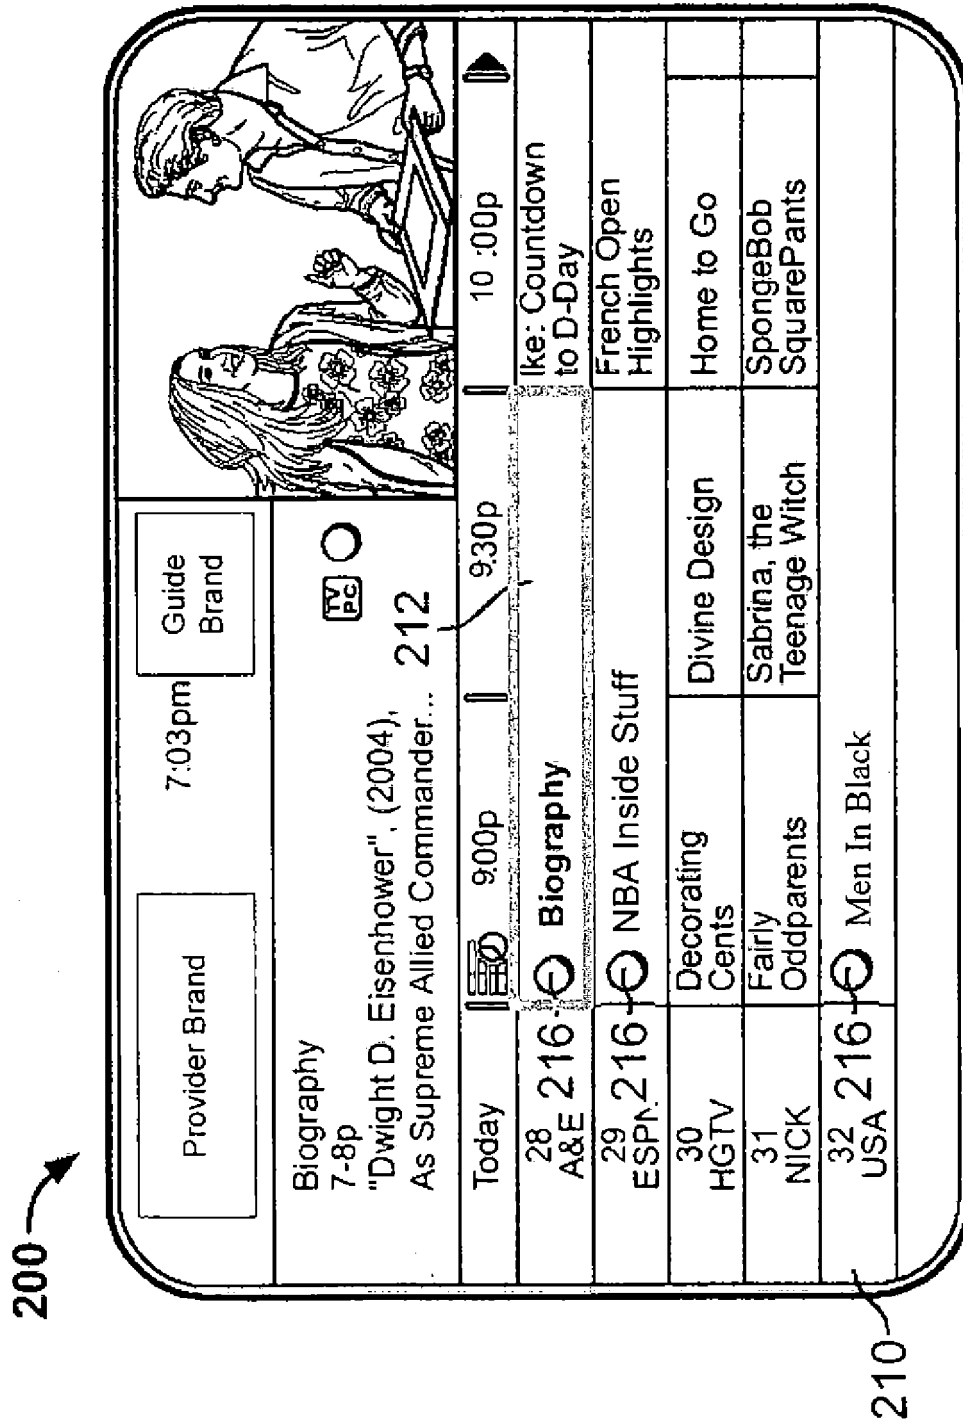 200
Provider Brand
7:03pm
Guide
Brand
Biography
7-8p
"Dwight D. Eisenhower", (2004),
As Supreme Allied Commander...
TV
PC
212
Today
9:00p
9:30p
10:00p
28
A&E
216
Biography
Ike: Countdown
to D-Day
29
ESPN
216
NBA Inside Stuff
French Open
Highlights
30
HGTV
Decorating
Cents
Divine Design
Home to Go
31
NICK
Fairly
Oddparents
Sabrina, the
Teenage Witch
SpongeBob
SquarePants
32
USA
216
Men In Black
210